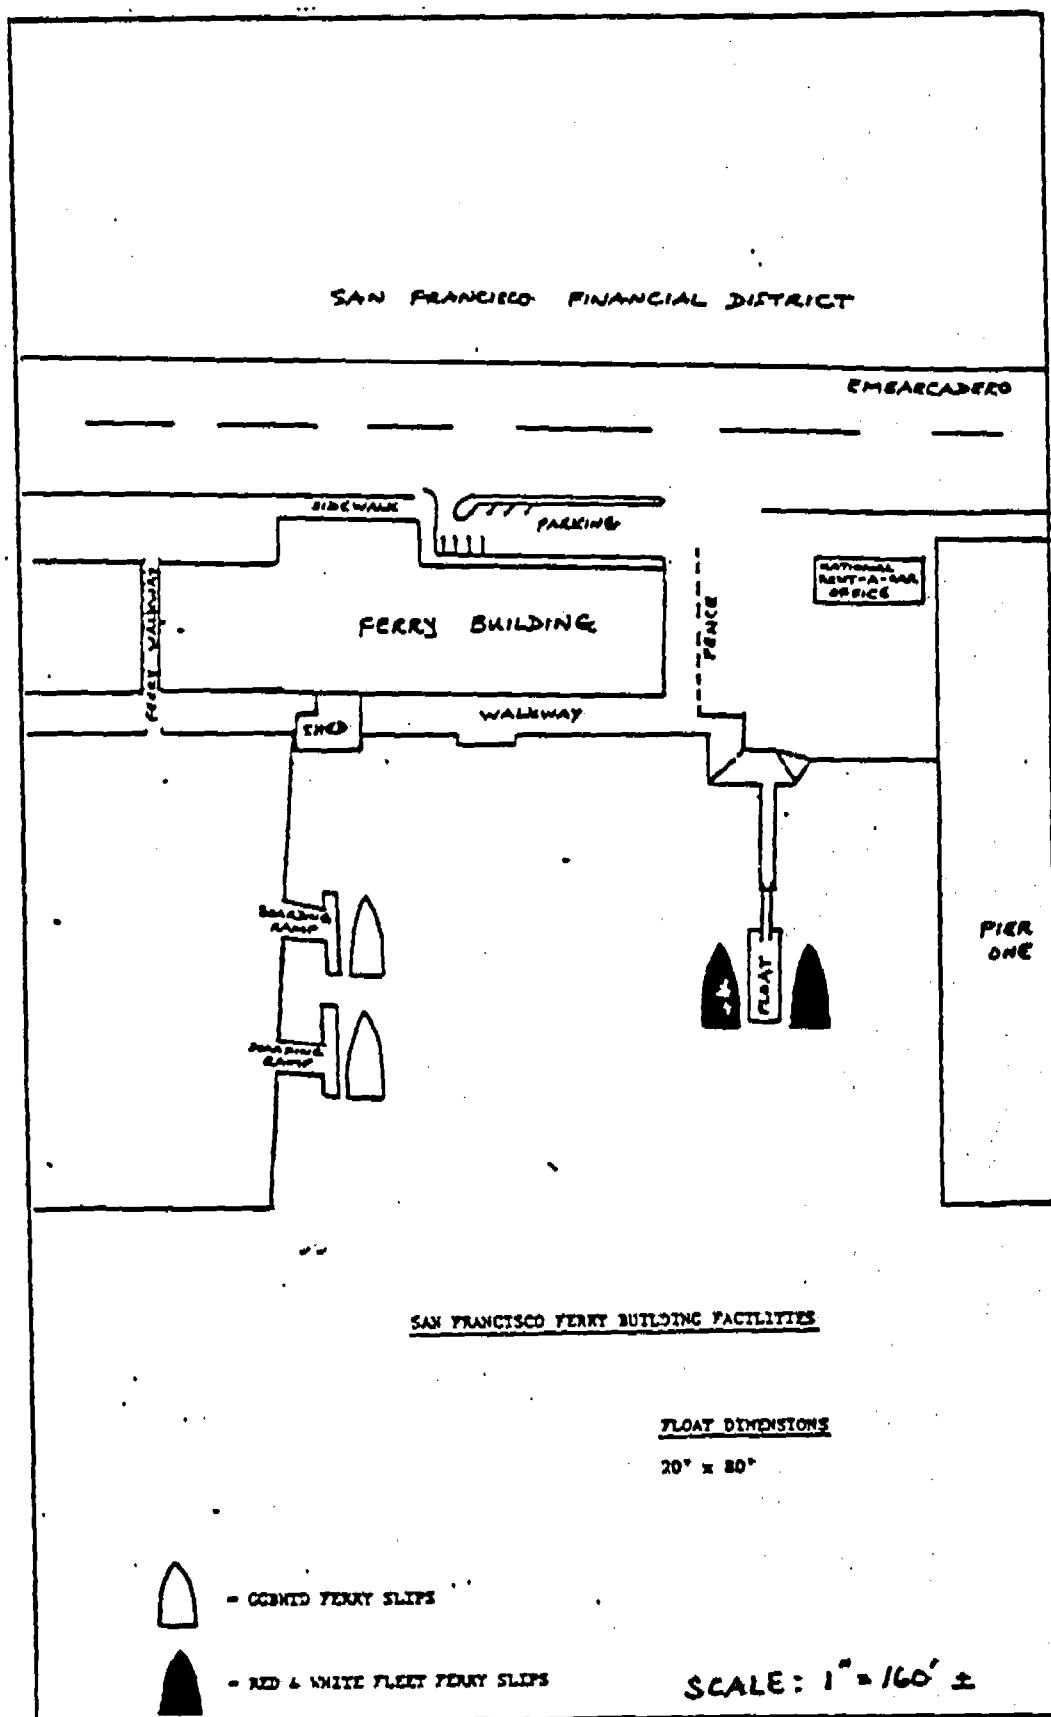 SAN FRANCISCO FINANCIAL DISTRICT
EMBARCADERO
SIDEWALK
PARKING
NATIONAL
RENT-A-CAR
OFFICE
FERRY WALKWAY
FERRY BUILDING
FENCE
WALKWAY
SHED
BOARDING
RAMP
PIER
ONE
FLOAT
BOARDING
RAMP
SAN FRANCISCO FERRY BUILDING FACILITIES
FLOAT DIMENSIONS
20' x 80'
= GGBHTD FERRY SLIPS
= RED & WHITE FLEET FERRY SLIPS
SCALE: 1" = 160' ±